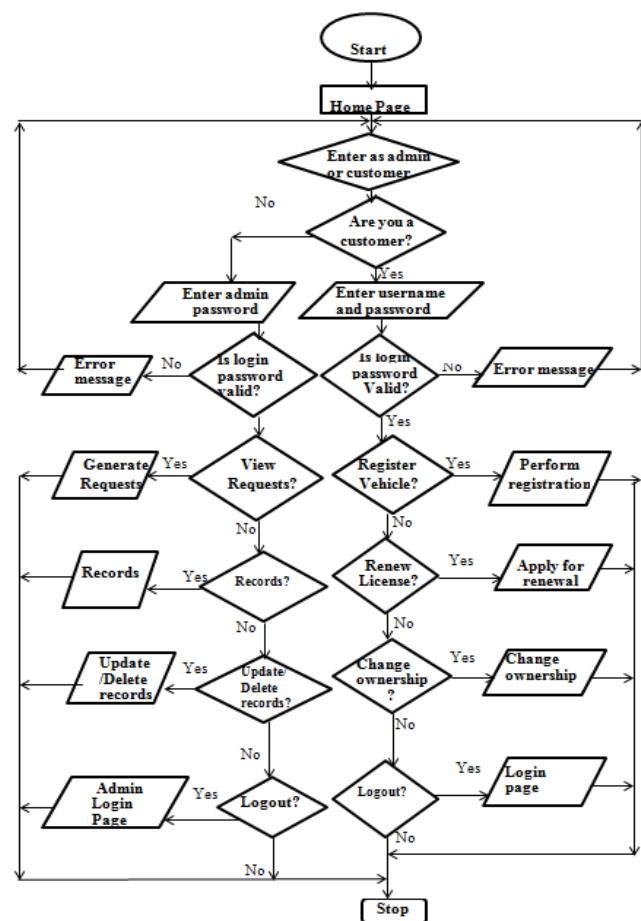 Start
Home Page
Enter as admin
or customer
No
Are you a
customer?
Yes
Enter admin
password
Enter username
and password
Error
message
No
Is login
password
valid?
Is login
password
Valid?
No
Error message
Yes
Generate
Requests
Yes
View
Requests?
Register
Vehicle?
Yes
Perform
registration
No
No
Records
Yes
Records?
Renew
License?
Yes
Apply for
renewal
No
No
Update
/Delete
records
Yes
Update/
Delete
records?
Change
ownership
?
Yes
Change
ownership
No
No
Admin
Login
Page
Yes
Logout?
Logout?
Yes
Login
page
No
No
Stop